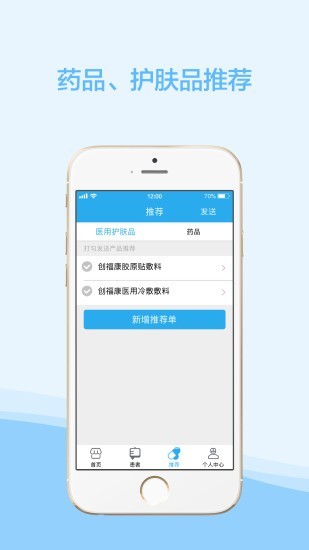 药品、护肤品推荐
12:00
70%
推荐
发送
医用护肤品
药品
打勾发送产品推荐
创福康胶原贴敷料
创福康医用冷敷敷料
新增推荐单
首页
患者
推荐
个人中心